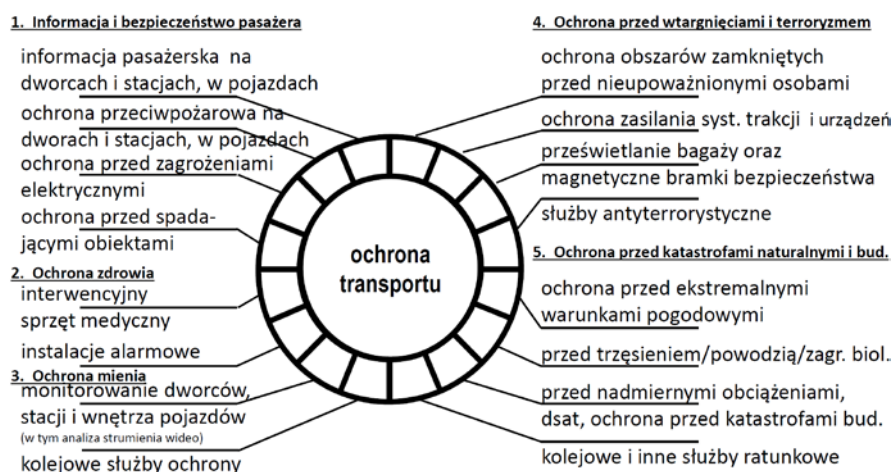 1. Informacja i bezpieczeństwo pasażera
informacja pasażerska na
dworcach i stacjach, w pojazdach
ochrona przeciwpożarowa na
dworach i stacjach, w pojazdach
ochrona przed zagrożeniami
elektrycznymi
ochrona przed spada-
jącymi obiektami
2. Ochrona zdrowia
interwencyjny
sprzęt medyczny
instalacje alarmowe
3. Ochrona mienia
monitorowanie dworców,
stacji i wnętrza pojazdów
(w tym analiza strumienia wideo)
kolejowe służby ochrony
ochrona
transportu
4. Ochrona przed wtargnięciami i terroryzmem
ochrona obszarów zamkniętych
przed nieupoważnionymi osobami
ochrona zasilania syst. trakcji i urządzeń
prześwietlanie bagaży oraz
magnetyczne bramki bezpieczeństwa
służby antyterrorystyczne
5. Ochrona przed katastrofami naturalnymi i bud.
ochrona przed ekstremalnymi
warunkami pogodowymi
przed trzęsieniem/powodzią/zagr. biol.
przed nadmiernymi obciążeniami,
dsat, ochrona przed katastrofami bud.
kolejowe i inne służby ratunkowe